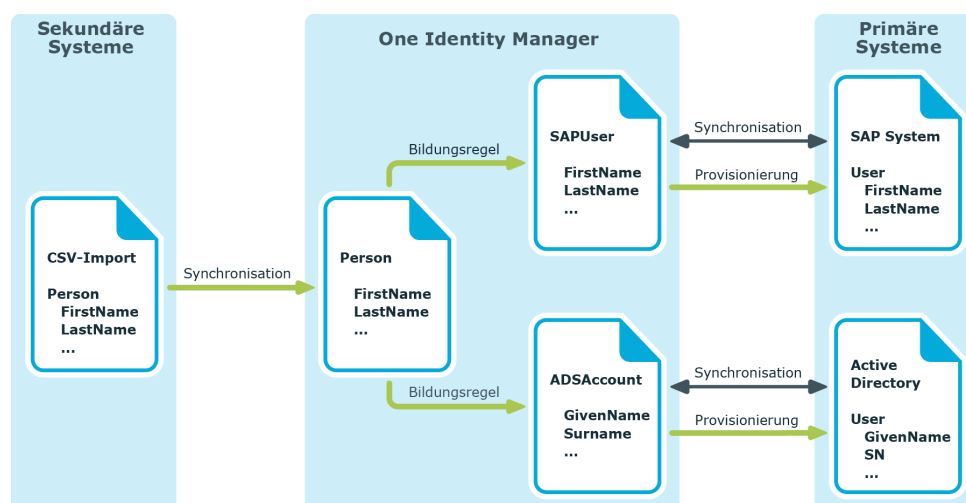 Sekundäre
Systeme
One Identity Manager
Primäre
Systeme
CSV-Import
Person
FirstName
LastName
...
Synchronisation
Person
FirstName
LastName
...
Bildungsregel
Bildungsregel
SAPUser
FirstName
LastName
...
Synchronisation
Provisionierung
SAP System
User
FirstName
LastName
...
ADSAccount
GivenName
Surname
...
Synchronisation
Provisionierung
Active
Directory
User
GivenName
SN
...